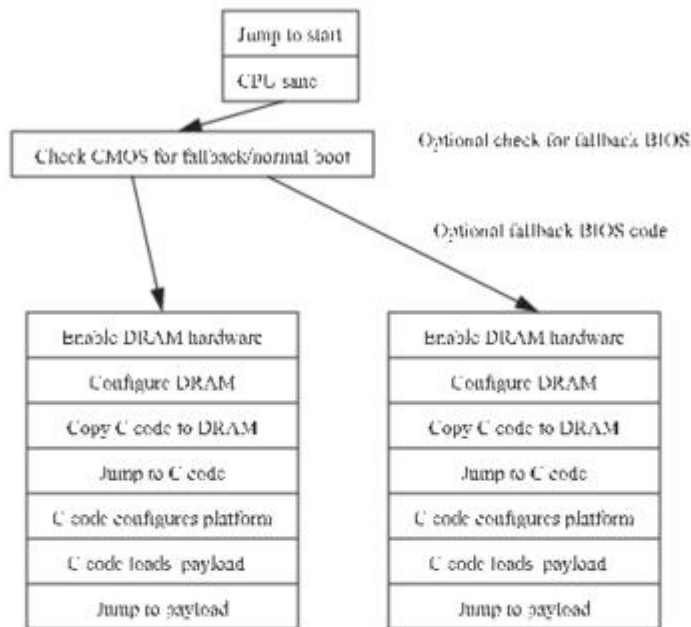 Jump to start
CPU sane
Check CMOS for fallback/normal boot
Optional check for fallback BIOS
Optional fallback BIOS code
Enable DRAM hardware
Configure DRAM
Copy C code to DRAM
Jump to C code
C code configures platform
C code loads payload
Jump to payload
Enable DRAM hardware
Configure DRAM
Copy C code to DRAM
Jump to C code
C code configures platform
C code loads payload
Jump to payload